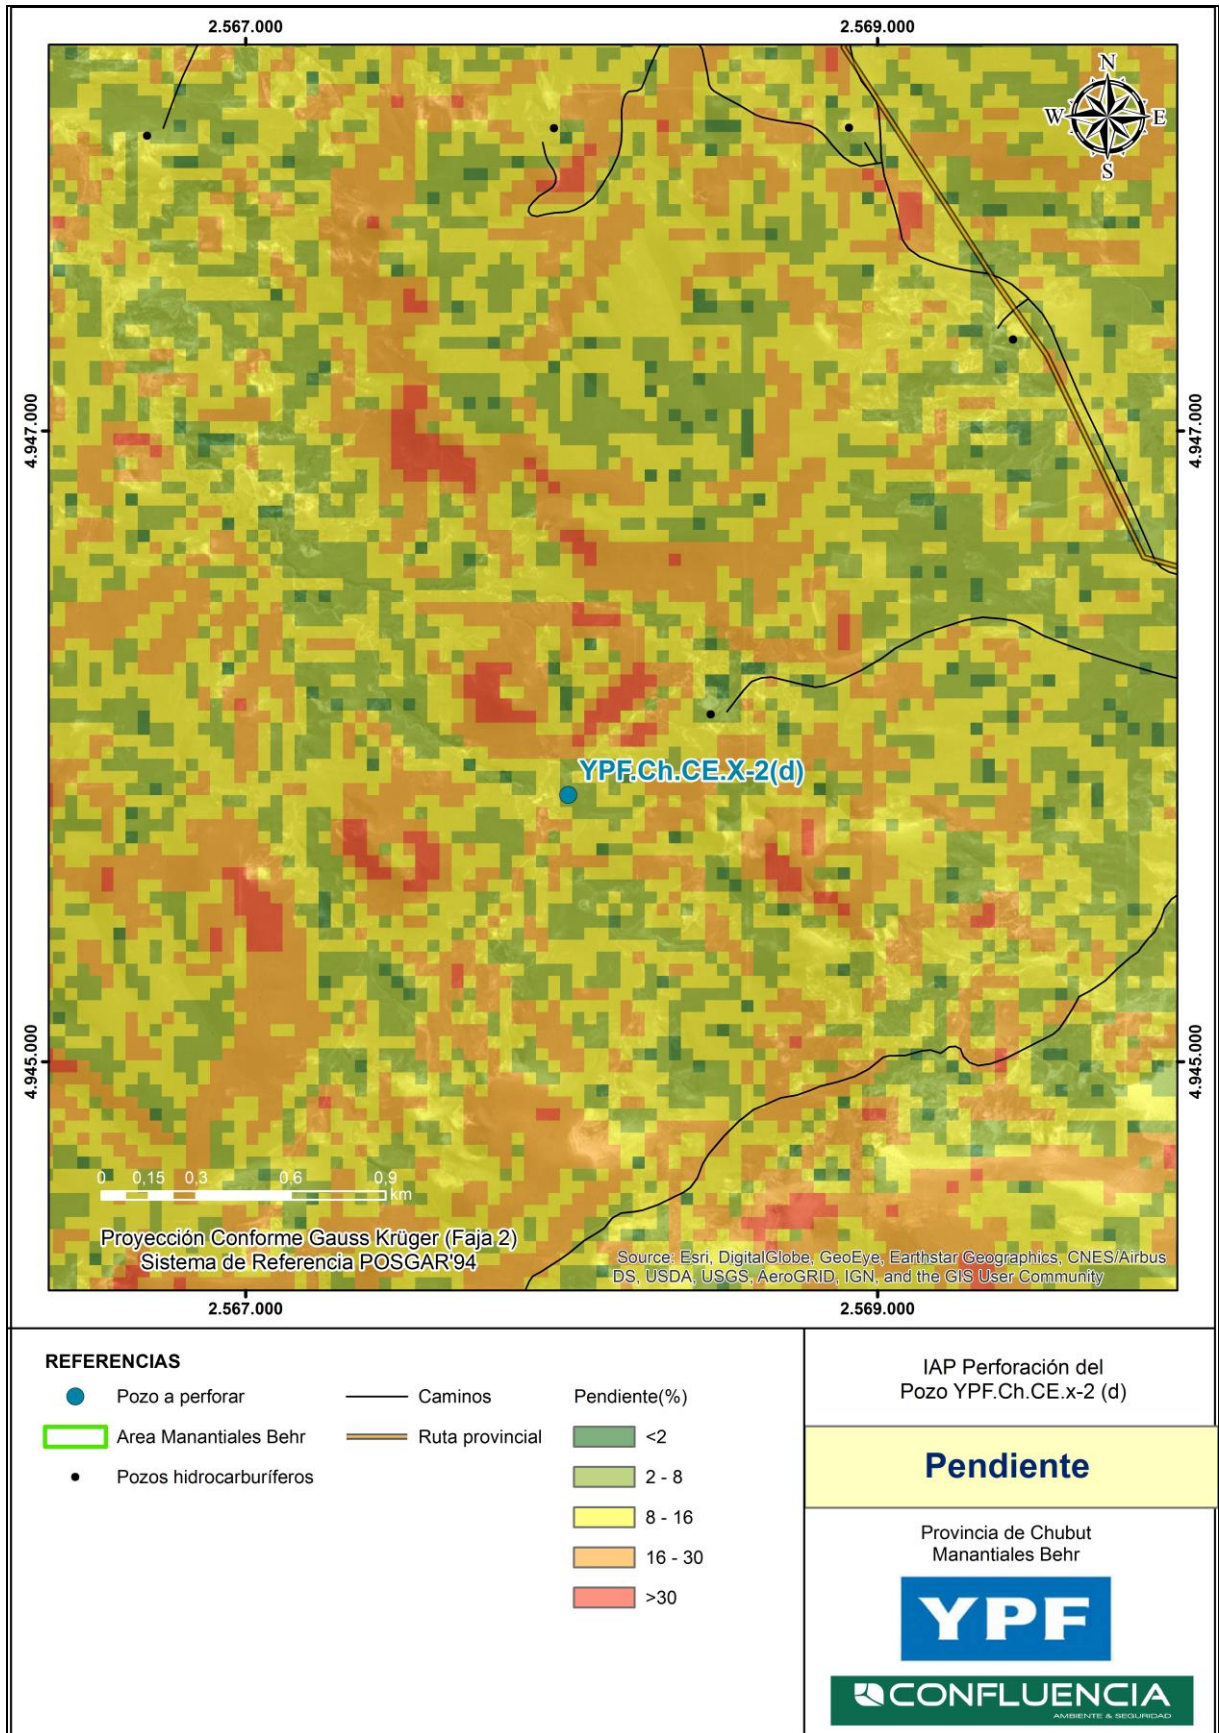 2.567.000
2.569.000
N
W
E
S
4.947.000
4.947.000
YPF.Ch.CE.X-2(d)
4.945.000
4.945.000
0 0,15 0,3 0,6 0,9
km
Proyección Conforme Gauss Krüger (Faja 2)
Sistema de Referencia POSGAR'94
Source: Esri, DigitalGlobe, GeoEye, Earthstar Geographics, CNES/Airbus
DS, USDA, USGS, AeroGRID, IGN, and the GIS User Community
2.567.000
2.569.000
REFERENCIAS
Pozo a perforar
Area Manantiales Behr
Pozos hidrocarburíferos
Caminos
Ruta provincial
Pendiente(%)
<2
2 - 8
8 - 16
16 - 30
>30
IAP Perforación del
Pozo YPF.Ch.CE.x-2 (d)
Pendiente
Provincia de Chubut
Manantiales Behr
YPF
CONFLUENCIA
AMBIENTE & SEGURIDAD